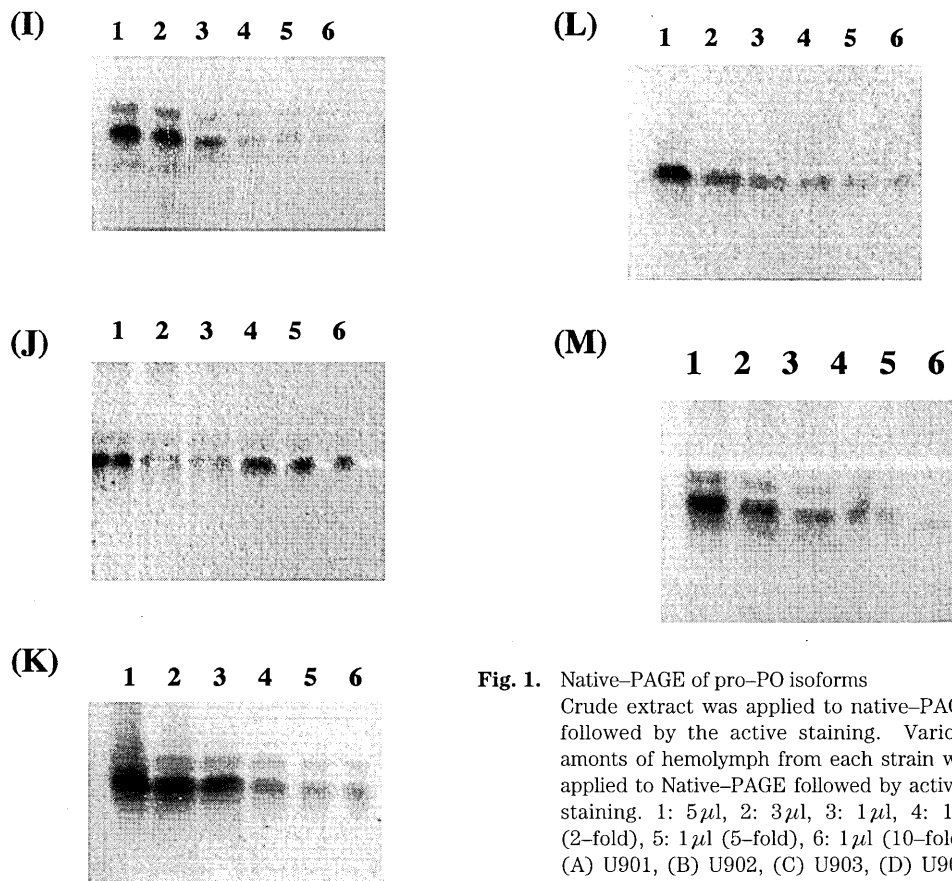 (I) 1 2 3 4 5 6
(L) 1 2 3 4 5 6
(J) 1 2 3 4 5 6
(M) 1 2 3 4 5 6
(K) 1 2 3 4 5 6
Fig. 1. Native–PAGE of pro–PO isoforms
Crude extract was applied to native–PAG
followed by the active staining. Vario
amonts of hemolymph from each strain w
applied to Native–PAGE followed by activ
staining. 1: 5μl, 2: 3μl, 3: 1μl, 4: 1
(2–fold), 5: 1μl (5–fold), 6: 1μl (10–fol
(A) U901, (B) U902, (C) U903, (D) U90